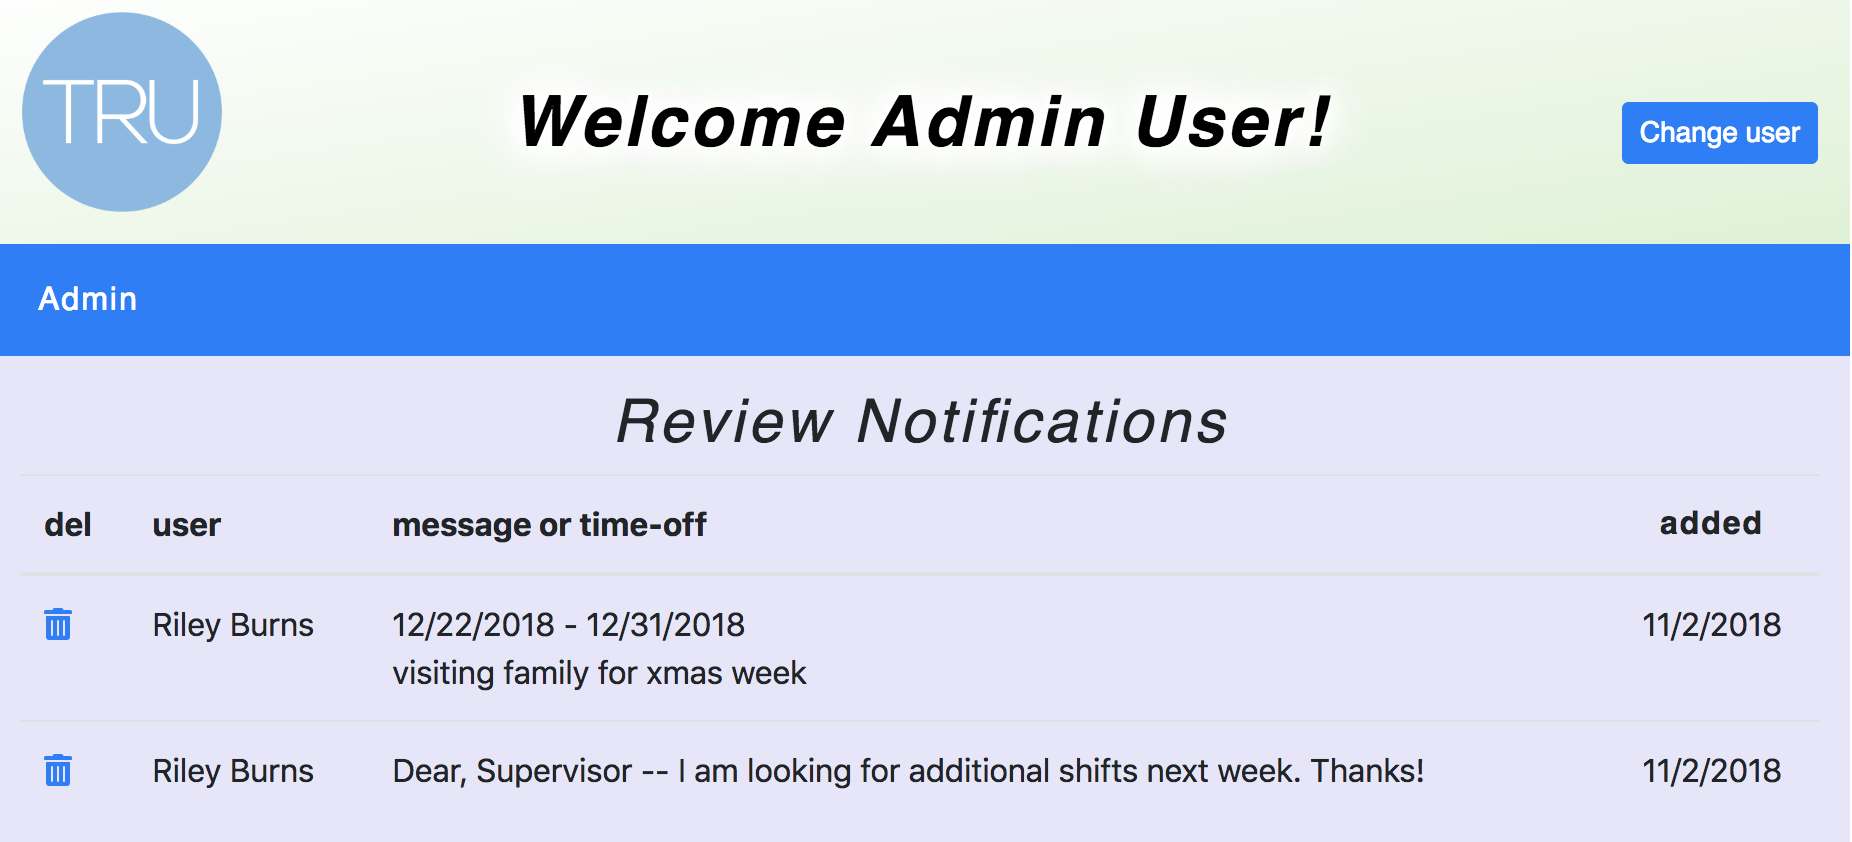 TRU
Welcome Admin User!
Change user
Admin
Review Notifications
del user message or time-off added
Riley Burns 12/22/2018 - 12/31/2018 11/2/2018
visiting family for xmas week
Riley Burns Dear, Supervisor -- I am looking for additional shifts next week. Thanks! 11/2/2018